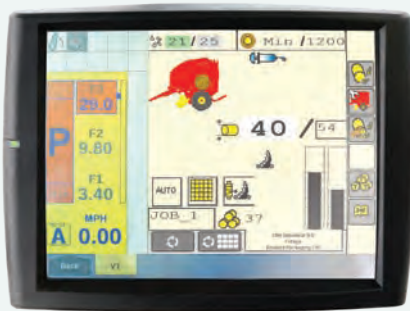 21/25
Min/1200
F3
29.0
P
F2
9.80
F1
3.40
MPH
A 0.00
40/54
AUTO
JOB_1
37
Back
V1